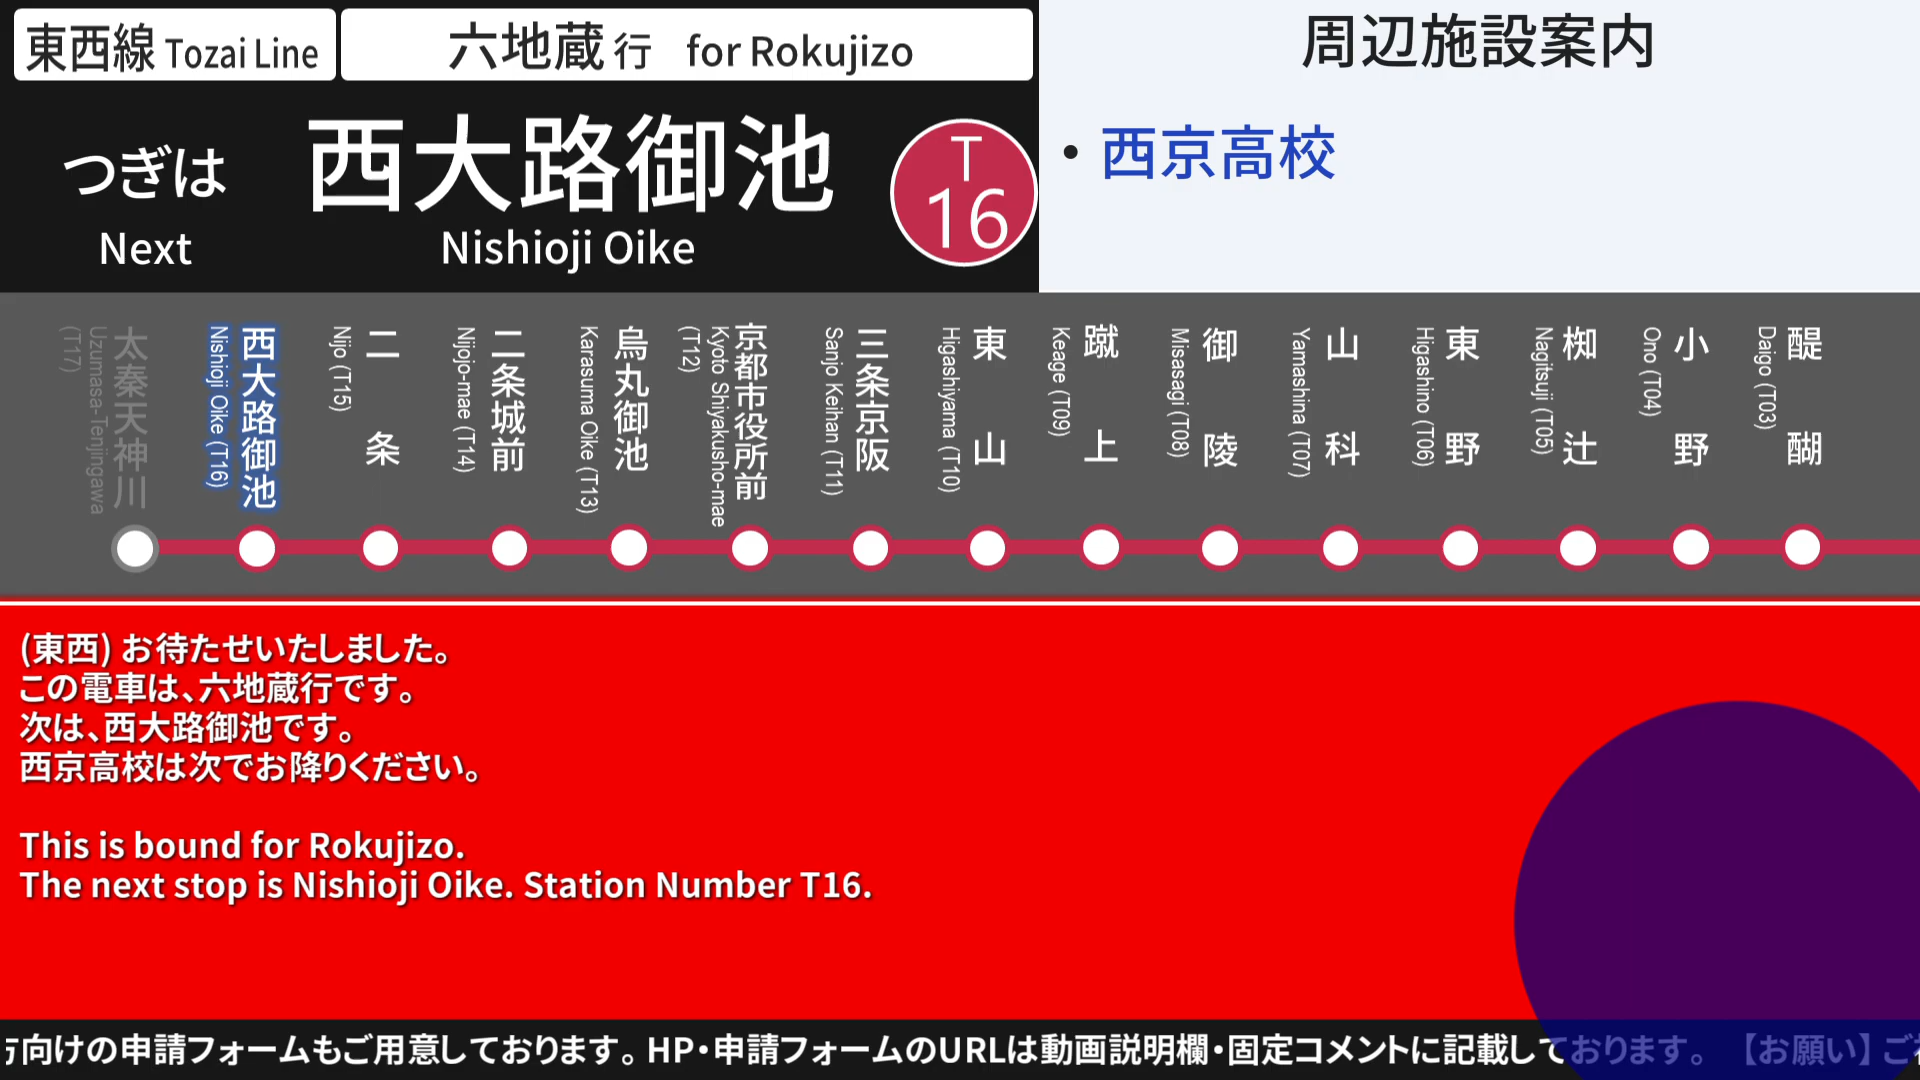 東西線 Tozai Line
六地蔵 行 for Rokujizo
つぎは
Next
西大路御池
Nishioji Oike
T
16
周辺施設案内
• 西京高校
太秦天神川
Uzumasa-Tenjingawa
(T17)
西大路御池
Nishioji Oike (T16)
二条
Nijo (T15)
二条城前
Nijojo-mae (T14)
烏丸御池
Karasuma Oike (T13)
京都市役所前
Kyoto Shiyakusho-mae
(T12)
三条京阪
Sanjo Keihan (T11)
東山
Higashiyama (T10)
蹴上
Keage (T09)
御陵
Misasagi (T08)
山科
Yamashina (T07)
東野
Higashino (T06)
椥辻
Nagitsuji (T05)
小野
Ono (T04)
醍醐
Daigo (T03)
(東西) お待たせいたしました。
この電車は、六地蔵行です。
次は、西大路御池です。
西京高校は次でお降りください。
This is bound for Rokujizo.
The next stop is Nishioji Oike. Station Number T16.
向けの申請フォームもご用意しております。HP・申請フォームのURLは動画説明欄・固定コメントに記載しております。 【お願い】ご